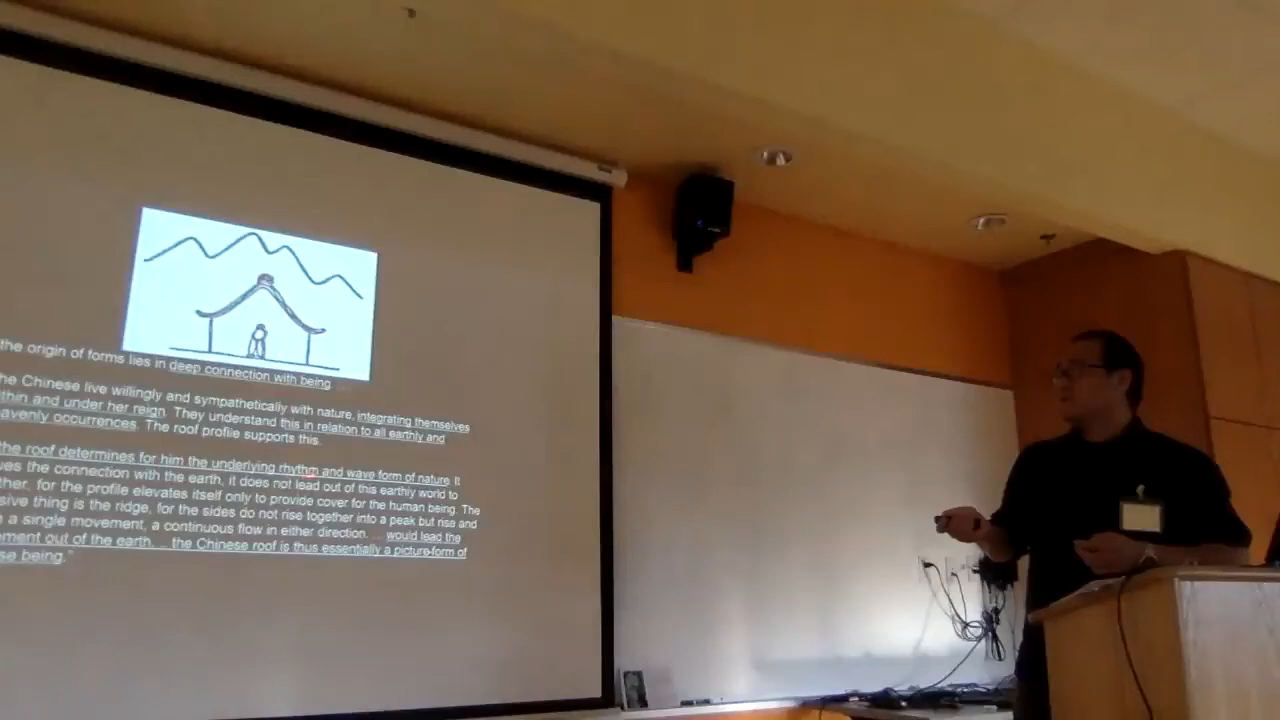 the origin of forms lies in deep connection with being.
he Chinese live willingly and sympathetically with nature, integrating themselves
thin and under her reign. They understand this in relation to all earthly and
avenly occurrences. The roof profile supports this.
the roof determines for him the underlying rhythm and wave form of nature. It
ves the connection with the earth, it does not lead out of this earthly world to
ther, for the profile elevates itself only to provide cover for the human being. The
sive thing is the ridge, for the sides do not rise together into a peak but rise and
a single movement, a continuous flow in either direction. ... would lead the
ement out of the earth. .. the Chinese roof is thus essentially a picture-form of
se being."